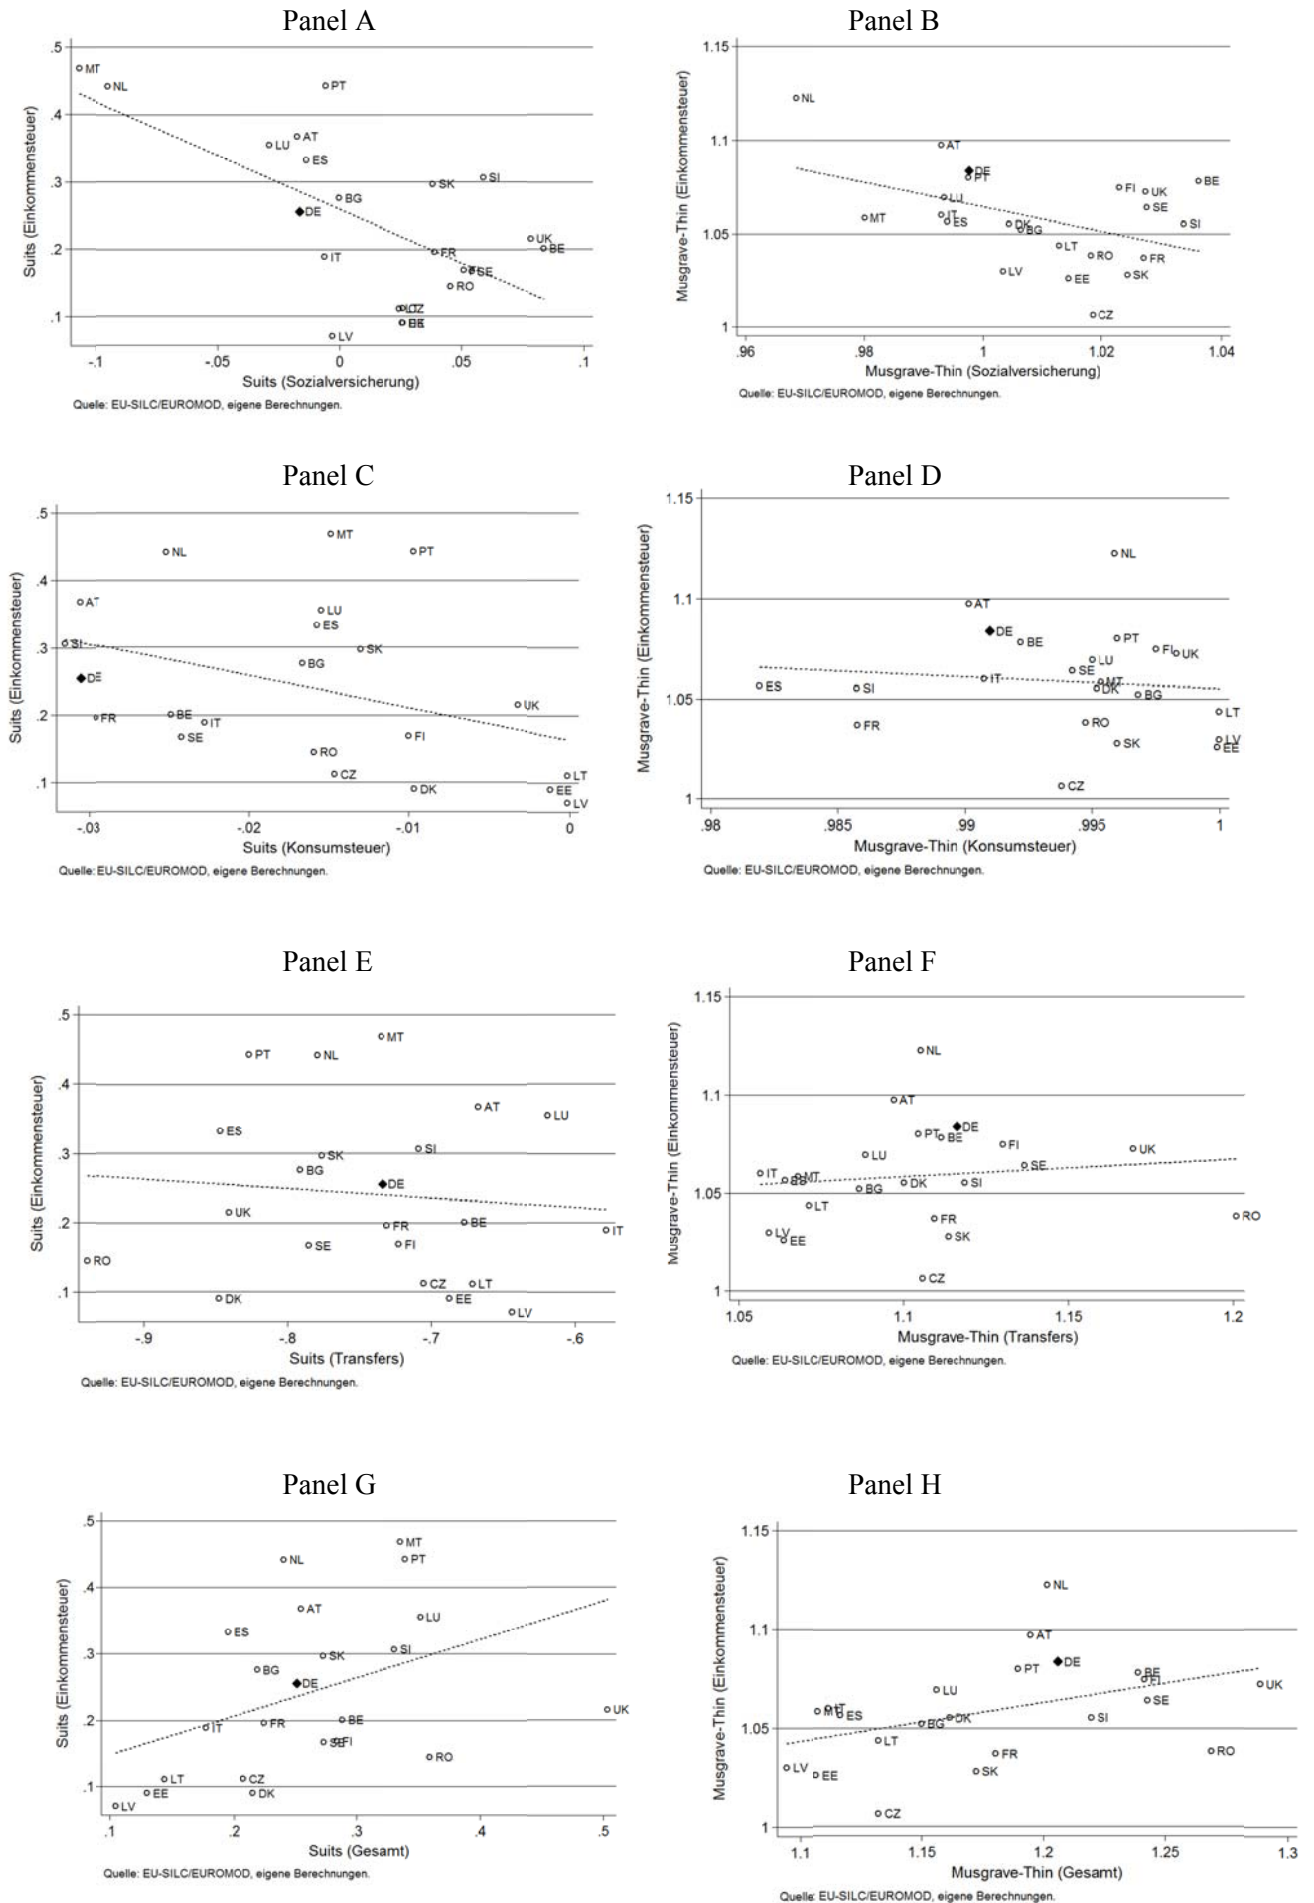 Panel A
Suits (Einkommensteuer)
.5
.4
.3
.2
.1
MT
NL
PT
AT
LU
ES
SK
SI
BG
DE
UK
BE
FR
IT
SE
RO
CZ
LV
-.1
-.05
0
.05
.1
Suits (Sozialversicherung)
Quelle: EU-SILC/EUROMOD, eigene Berechnungen.
Panel B
Musgrave-Thin (Einkommensteuer)
1.15
1.1
1.05
1
NL
AT
DE
PT
FI
BE
UK
LU
SE
MT
IT
ES
DK
BG
SI
LT
RO
FR
LV
EE
SK
CZ
.96
.98
1
1.02
1.04
Musgrave-Thin (Sozialversicherung)
Quelle: EU-SILC/EUROMOD, eigene Berechnungen.
Panel C
Suits (Einkommensteuer)
.5
.4
.3
.2
.1
MT
NL
PT
AT
LU
ES
SI
SK
BG
DE
UK
FR
BE
IT
SE
FI
RO
CZ
LT
DK
EE
LV
-.03
-.02
-.01
0
Suits (Konsumsteuer)
Quelle: EU-SILC/EUROMOD, eigene Berechnungen.
Panel D
Musgrave-Thin (Einkommensteuer)
1.15
1.1
1.05
1
NL
AT
DE
BE
PT
FI
UK
LU
SE
IT
MT
ES
SI
DK
BG
FR
RO
LT
SK
LV
EE
CZ
.98
.985
.99
.995
1
Musgrave-Thin (Konsumsteuer)
Quelle: EU-SILC/EUROMOD, eigene Berechnungen.
Panel E
Suits (Einkommensteuer)
.5
.4
.3
.2
.1
MT
PT
NL
AT
LU
ES
SK
SI
BG
DE
UK
FR
BE
IT
SE
FI
RO
CZ
LT
DK
EE
LV
-.9
-.8
-.7
-.6
Suits (Transfers)
Quelle: EU-SILC/EUROMOD, eigene Berechnungen.
Panel F
Musgrave-Thin (Einkommensteuer)
1.15
1.1
1.05
1
NL
AT
DE
PT
BE
FI
UK
LU
SE
IT
MT
ES
DK
SI
BG
LT
FR
RO
LV
EE
SK
CZ
1.05
1.1
1.15
1.2
Musgrave-Thin (Transfers)
Quelle: EU-SILC/EUROMOD, eigene Berechnungen.
Panel G
Suits (Einkommensteuer)
.5
.4
.3
.2
.1
MT
NL
PT
AT
LU
ES
SK
SI
BG
DE
UK
IT
FR
BE
SE
FI
RO
LT
CZ
EE
DK
LV
.1
.2
.3
.4
.5
Suits (Gesamt)
Quelle: EU-SILC/EUROMOD, eigene Berechnungen.
Panel H
Musgrave-Thin (Einkommensteuer)
1.15
1.1
1.05
1
NL
AT
DE
PT
BE
FI
UK
LU
SE
MT
IT
ES
BG
DK
SI
LT
FR
RO
LV
EE
SK
CZ
1.1
1.15
1.2
1.25
1.3
Musgrave-Thin (Gesamt)
Quelle: EU-SILC/EUROMOD, eigene Berechnungen.